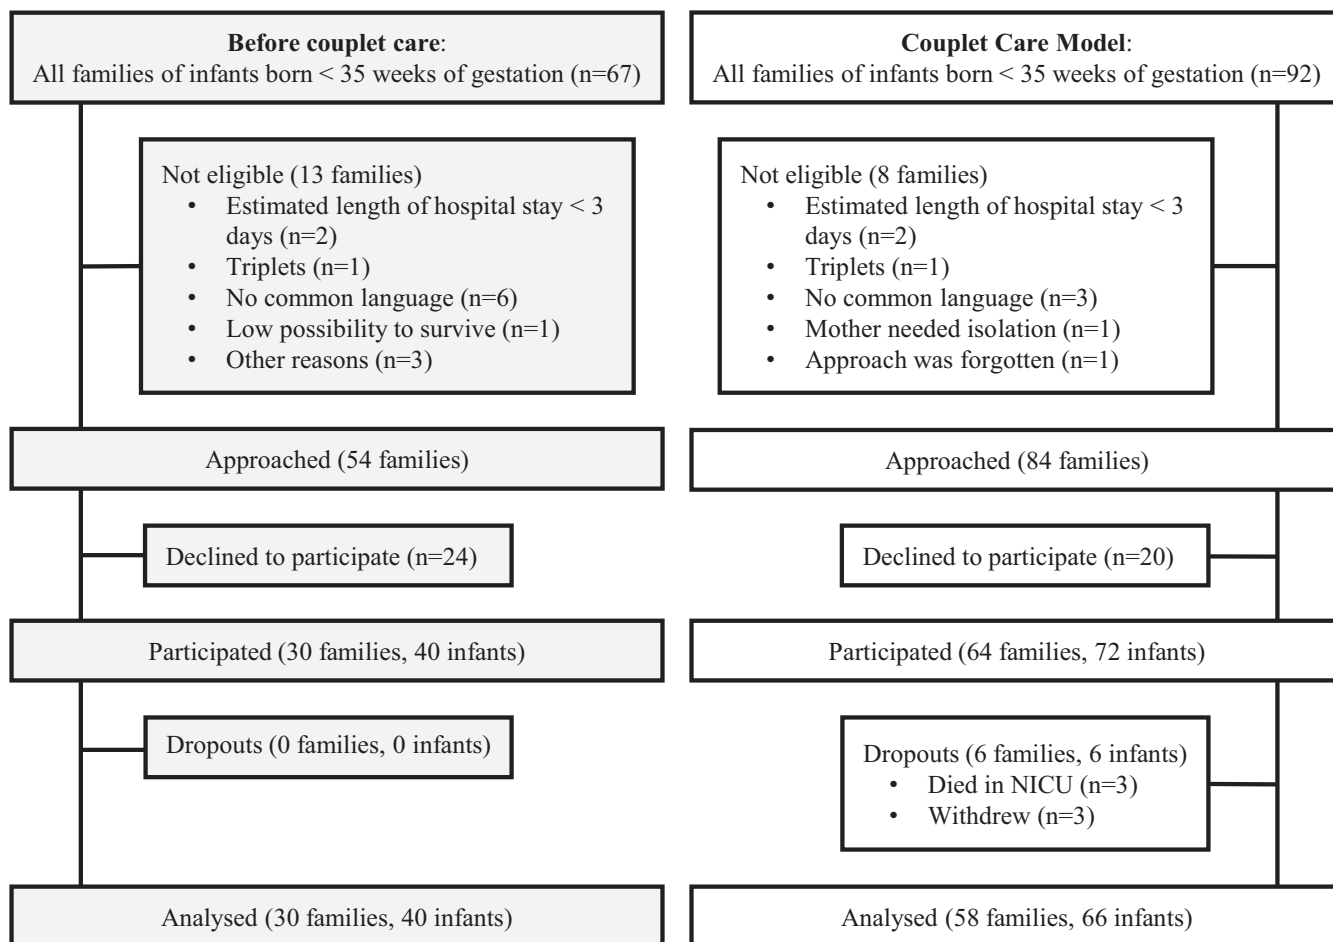 Before couplet care:
All families of infants born < 35 weeks of gestation (n=67)
Not eligible (13 families)
• Estimated length of hospital stay < 3
days (n=2)
• Triplets (n=1)
• No common language (n=6)
• Low possibility to survive (n=1)
• Other reasons (n=3)
Approached (54 families)
Declined to participate (n=24)
Participated (30 families, 40 infants)
Dropouts (0 families, 0 infants)
Analysed (30 families, 40 infants)
Couplet Care Model:
All families of infants born < 35 weeks of gestation (n=92)
Not eligible (8 families)
• Estimated length of hospital stay < 3
days (n=2)
• Triplets (n=1)
• No common language (n=3)
• Mother needed isolation (n=1)
• Approach was forgotten (n=1)
Approached (84 families)
Declined to participate (n=20)
Participated (64 families, 72 infants)
Dropouts (6 families, 6 infants)
• Died in NICU (n=3)
• Withdrew (n=3)
Analysed (58 families, 66 infants)